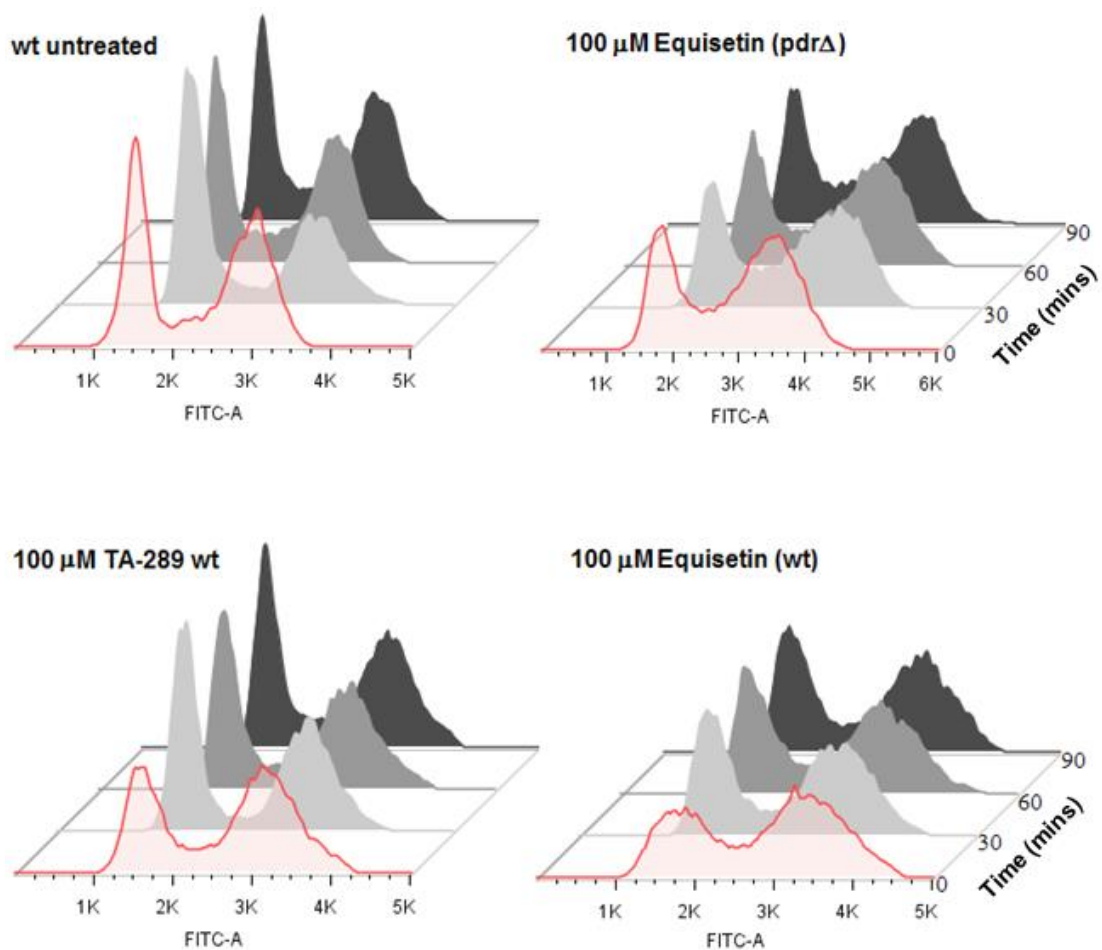 wt untreated
100 μM Equisetin (pdrΔ)
90
60
30
0
Time (mins)
1K 2K 3K 4K 5K
FITC-A
1K 2K 3K 4K 5K 6K
FITC-A
100 μM TA-289 wt
100 μM Equisetin (wt)
90
60
30
0
Time (mins)
1K 2K 3K 4K 5K
FITC-A
1K 2K 3K 4K 5K
FITC-A